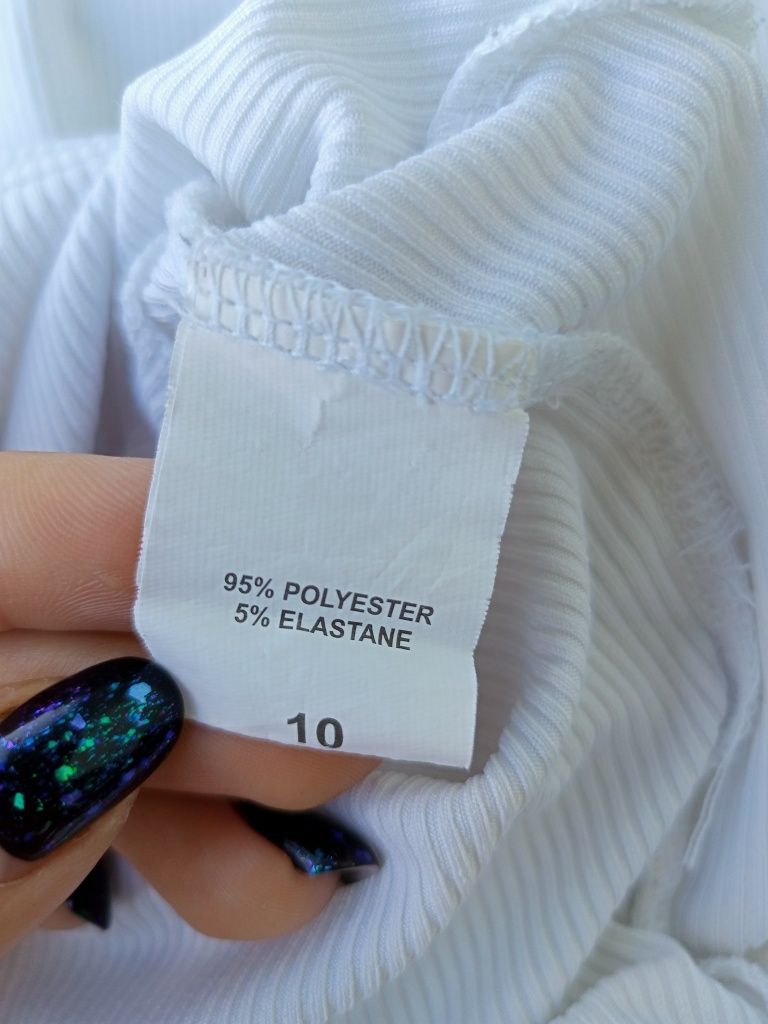 95% POLYESTER
5% ELASTANE
10